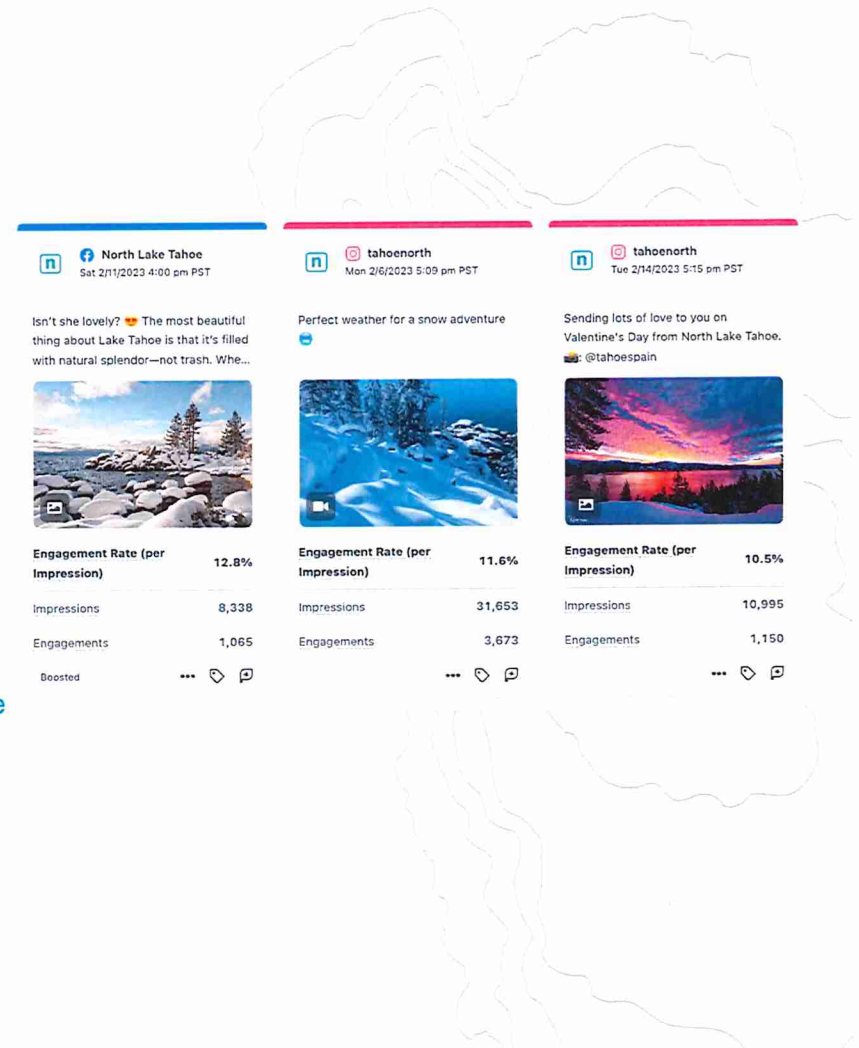 n
North Lake Tahoe
Sat 2/11/2023 4:00 pm PST
Isn't she lovely? 😍 The most beautiful
thing about Lake Tahoe is that it's filled
with natural splendor—not trash. Whe...
Engagement Rate (per
Impression) 12.8%
Impressions 8,338
Engagements 1,065
Boosted
n
tahoenorth
Mon 2/6/2023 5:09 pm PST
Perfect weather for a snow adventure
🥶
Engagement Rate (per
Impression) 11.6%
Impressions 31,653
Engagements 3,673
n
tahoenorth
Tue 2/14/2023 5:15 pm PST
Sending lots of love to you on
Valentine's Day from North Lake Tahoe.
📸: @tahoespain
Engagement Rate (per
Impression) 10.5%
Impressions 10,995
Engagements 1,150
e